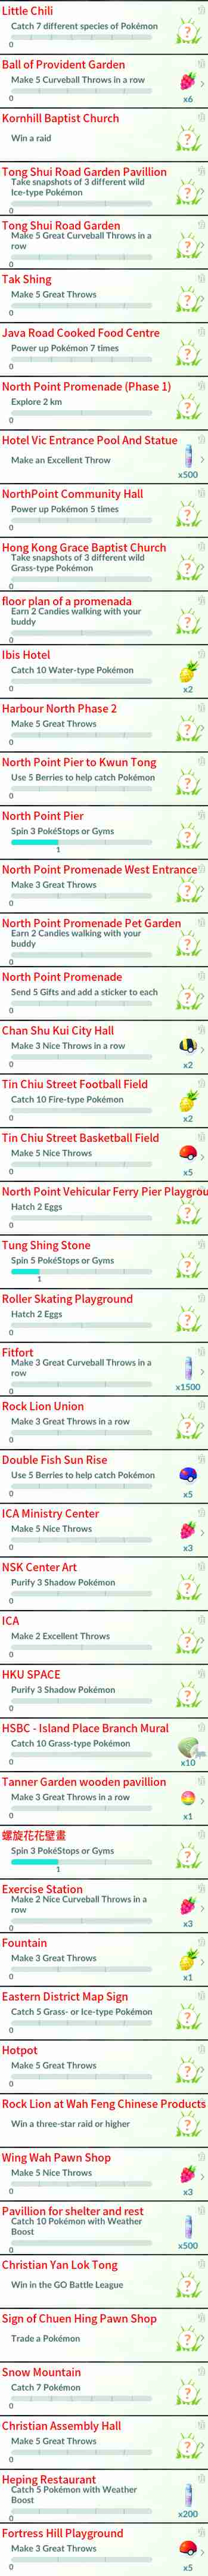 Little Chili
Catch 7 different species of Pokémon
?
0
Ball of Provident Garden
Make 5 Curveball Throws in a row
0
x6
Kornhill Baptist Church
Win a raid
?
Tong Shui Road Garden Pavillion
Take snapshots of 3 different wild
Ice-type Pokémon
?
0
Tong Shui Road Garden
Make 5 Great Curveball Throws in a
row
?
0
Tak Shing
Make 5 Great Throws
?
0
Java Road Cooked Food Centre
Power up Pokémon 7 times
?
0
North Point Promenade (Phase 1)
Explore 2 km
?
0
Hotel Vic Entrance Pool And Statue
Make an Excellent Throw
x500
NorthPoint Community Hall
Power up Pokémon 5 times
?
0
Hong Kong Grace Baptist Church
Take snapshots of 3 different wild
Grass-type Pokémon
?
0
floor plan of a promenada
Earn 2 Candies walking with your
buddy
?
0
Ibis Hotel
Catch 10 Water-type Pokémon
0
x2
Harbour North Phase 2
Make 5 Great Throws
?
0
North Point Pier to Kwun Tong
Use 5 Berries to help catch Pokémon
?
0
North Point Pier
Spin 3 PokéStops or Gyms
?
1
North Point Promenade West Entrance
Make 3 Great Throws
?
0
North Point Promenade Pet Garden
Earn 2 Candies walking with your
buddy
?
0
North Point Promenade
Send 5 Gifts and add a sticker to each
?
0
Chan Shu Kui City Hall
Make 3 Nice Throws in a row
0
x2
Tin Chiu Street Football Field
Catch 10 Fire-type Pokémon
0
x2
Tin Chiu Street Basketball Field
Make 5 Nice Throws
0
x5
North Point Vehicular Ferry Pier Playgrou
Hatch 2 Eggs
?
0
Tung Shing Stone
Spin 5 PokéStops or Gyms
?
1
Roller Skating Playground
Hatch 2 Eggs
?
0
Fitfort
Make 3 Great Curveball Throws in a
row
0
x1500
Rock Lion Union
Make 3 Great Throws in a row
?
0
Double Fish Sun Rise
Use 5 Berries to help catch Pokémon
0
x5
ICA Ministry Center
Make 5 Nice Throws
0
x3
NSK Center Art
Purify 3 Shadow Pokémon
?
0
ICA
Make 2 Excellent Throws
?
0
HKU SPACE
Purify 3 Shadow Pokémon
?
0
HSBC - Island Place Branch Mural
Catch 10 Grass-type Pokémon
0
x10
Tanner Garden wooden pavillion
Make 3 Great Throws in a row
0
x1
螺旋花花壁畫
Spin 3 PokéStops or Gyms
?
1
Exercise Station
Make 2 Nice Curveball Throws in a
row
0
x3
Fountain
Make 3 Great Throws
0
x1
Eastern District Map Sign
Catch 5 Grass- or Ice-type Pokémon
?
0
Hotpot
Make 5 Great Throws
?
0
Rock Lion at Wah Feng Chinese Products
Win a three-star raid or higher
?
Wing Wah Pawn Shop
Make 5 Nice Throws
0
x3
Pavillion for shelter and rest
Catch 10 Pokémon with Weather
Boost
0
x500
Christian Yan Lok Tong
Win in the GO Battle League
?
Sign of Chuen Hing Pawn Shop
Trade a Pokémon
?
Snow Mountain
Catch 7 Pokémon
?
0
Christian Assembly Hall
Make 5 Great Throws
?
0
Heping Restaurant
Catch 5 Pokémon with Weather
Boost
0
x200
Fortress Hill Playground
Make 3 Great Throws
0
x5